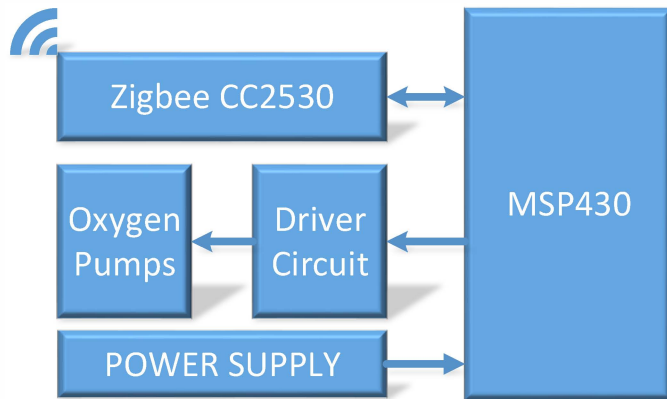 Zigbee CC2530
MSP430
Oxygen
Pumps
Driver
Circuit
POWER SUPPLY